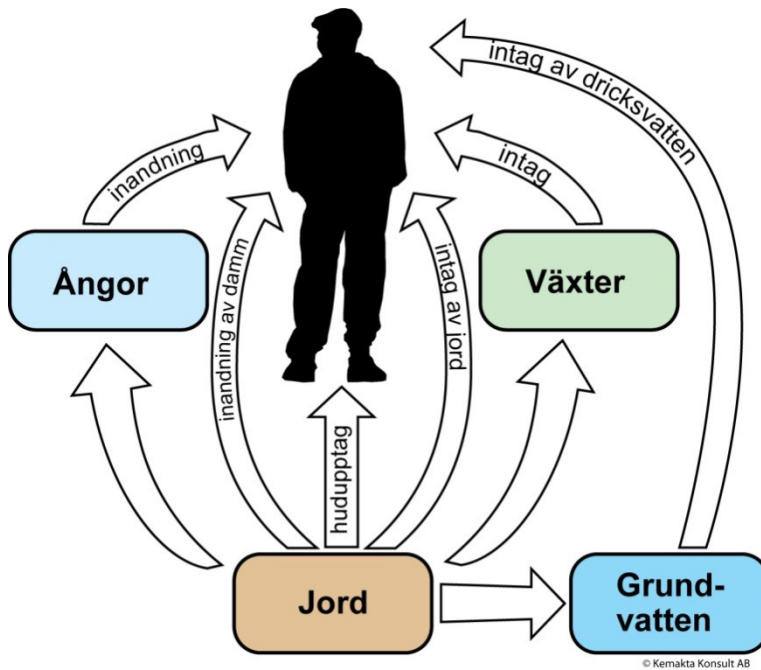 intag av dricksvatten
inandning
intag
Ångor
Växter
inandning av damm
intag av jord
hudupptag
Jord
Grund-
vatten
© Kemakta Konsult AB